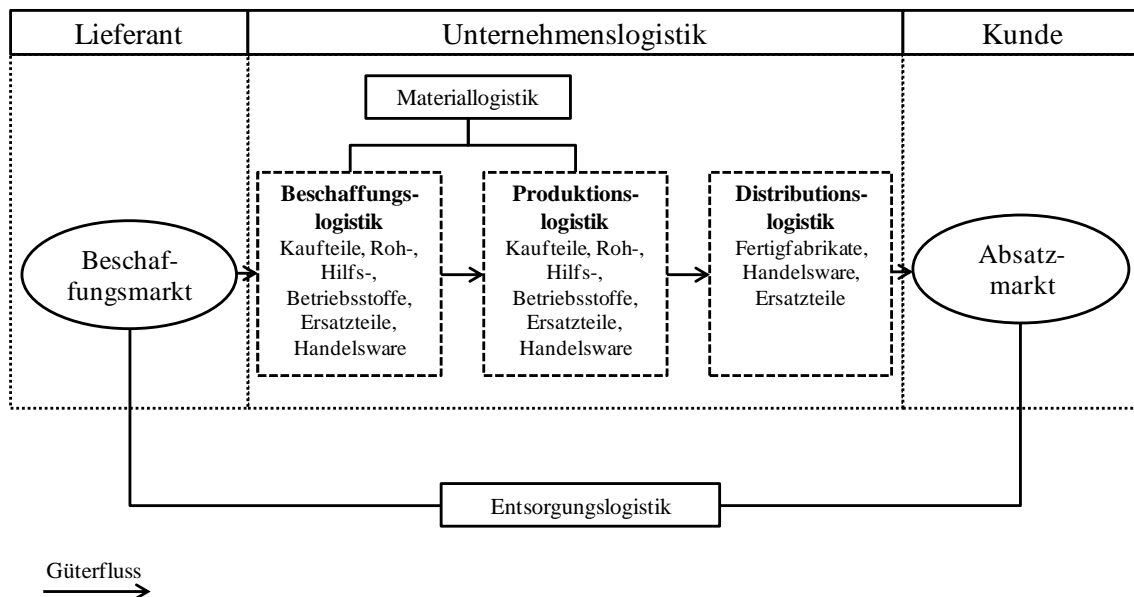 Lieferant
Unternehmenslogistik
Kunde
Materiallogistik
Beschaffungs-
logistik
Kaufteile, Roh-,
Hilfs-,
Betriebsstoffe,
Ersatzteile,
Handelsware
Produktions-
logistik
Kaufteile, Roh-,
Hilfs-,
Betriebsstoffe,
Ersatzteile,
Handelsware
Distributions-
logistik
Fertigfabrikate,
Handelsware,
Ersatzteile
Beschaf-
fungsmarkt
Absatz-
markt
Entsorgungslogistik
Güterfluss